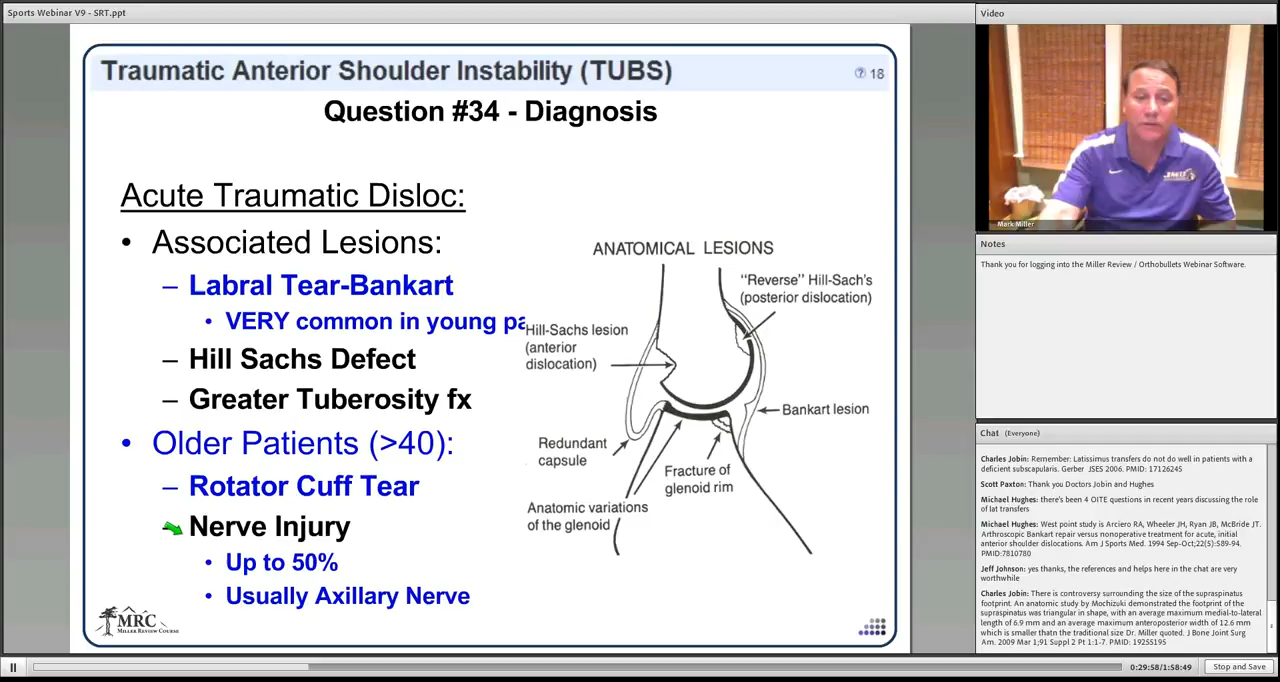 Sports Webinar V9 - SRT.ppt
Traumatic Anterior Shoulder Instability (TUBS)
18
Question #34 - Diagnosis
Acute Traumatic Disloc:
• Associated Lesions:
– Labral Tear-Bankart
• VERY common in young pa
– Hill Sachs Defect
– Greater Tuberosity fx
• Older Patients (>40):
– Rotator Cuff Tear
Nerve Injury
• Up to 50%
• Usually Axillary Nerve
ANATOMICAL LESIONS
"Reverse" Hill-Sach's
(posterior dislocation)
Hill-Sachs lesion
(anterior
dislocation)
Bankart lesion
Redundant
capsule
Fracture of
glenoid rim
Anatomic variations
of the glenoid
MRC
MILLER REVIEW COURSE
Video
Mark Miller
Notes
Thank you for logging into the Miller Review / Orthobullets Webinar Software.
Chat (Everyone)
Charles Jobin: Remember: Latissimus transfers do not do well in patients with a
deficient subscapularis. Gerber JSES 2006. PMID: 17126245
Scott Paxton: Thank you Doctors Jobin and Hughes
Michael Hughes: there's been 4 OITE questions in recent years discussing the role
of lat transfers
Michael Hughes: West point study is Arciero RA, Wheeler JH, Ryan JB, McBride JT.
Arthroscopic Bankart repair versus nonoperative treatment for acute, initial
anterior shoulder dislocations. Am J Sports Med. 1994 Sep-Oct;22(5):589-94.
PMID:7810780
Jeff Johnson: yes thanks, the references and helps here in the chat are very
worthwhile
Charles Jobin: There is controversy surrounding the size of the supraspinatus
footprint. An anatomic study by Mochizuki demonstrated the footprint of the
supraspinatus was triangular in shape, with an average maximum medial-to-lateral
length of 6.9 mm and an average maximum anteroposterior width of 12.6 mm
which is smaller thatn the traditional size Dr. Miller quoted. J Bone Joint Surg
Am. 2009 Mar 1;91 Suppl 2 Pt 1:1-7. PMID: 19255195
0:29:58/1:58:49
Stop and Save